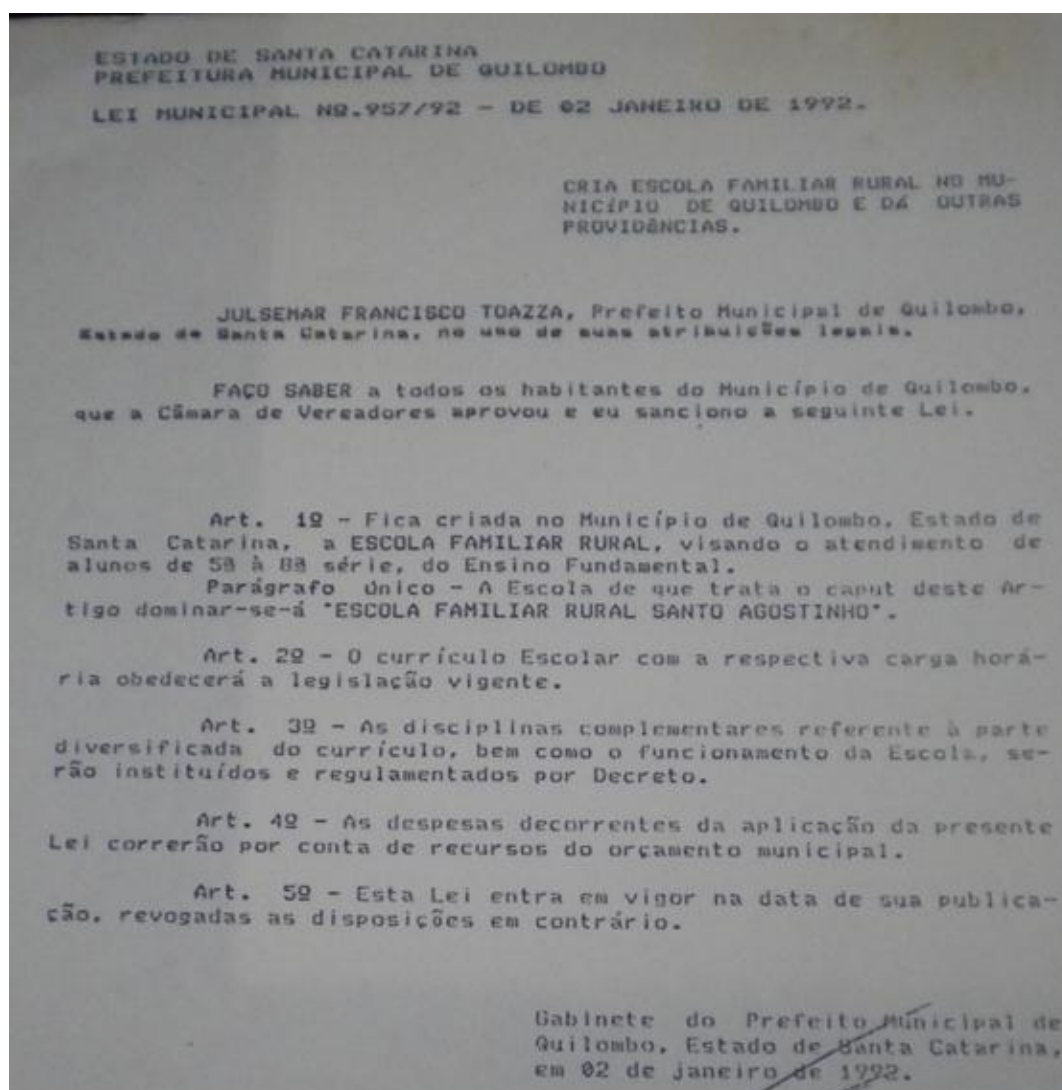 ESTADO DE SANTA CATARINA
PREFEITURA MUNICIPAL DE QUILOMBO
LEI MUNICIPAL Nº.957/92 - DE 02 JANEIRO DE 1992.
CRIA ESCOLA FAMILIAR RURAL NO MU-
NICÍPIO DE QUILOMBO E DÁ OUTRAS
PROVIDÊNCIAS.
JULSEMAR FRANCISCO TOAZZA, Prefeito Municipal de Quilombo,
Estado de Santa Catarina, no uso de suas atribuições legais.
FAÇO SABER a todos os habitantes do Município de Quilombo,
que a Câmara de Vereadores aprovou e eu sanciono a seguinte Lei.
Art. 1º - Fica criada no Município de Quilombo, Estado de
Santa Catarina, a ESCOLA FAMILIAR RURAL, visando o atendimento de
alunos de 5ª à 8ª série, do Ensino Fundamental.
Parágrafo único - A Escola de que trata o caput deste Ar-
tigo dominar-se-á "ESCOLA FAMILIAR RURAL SANTO AGOSTINHO".
Art. 2º - O currículo Escolar com a respectiva carga horá-
ria obedecerá a legislação vigente.
Art. 3º - As disciplinas complementares referente à parte
diversificada do currículo, bem como o funcionamento da Escola, se-
rão instituídos e regulamentados por Decreto.
Art. 4º - As despesas decorrentes da aplicação da presente
Lei correrão por conta de recursos do orçamento municipal.
Art. 5º - Esta Lei entra em vigor na data de sua publica-
ção, revogadas as disposições em contrário.
Gabinete do Prefeito Municipal de
Quilombo, Estado de Santa Catarina,
em 02 de janeiro de 1992.